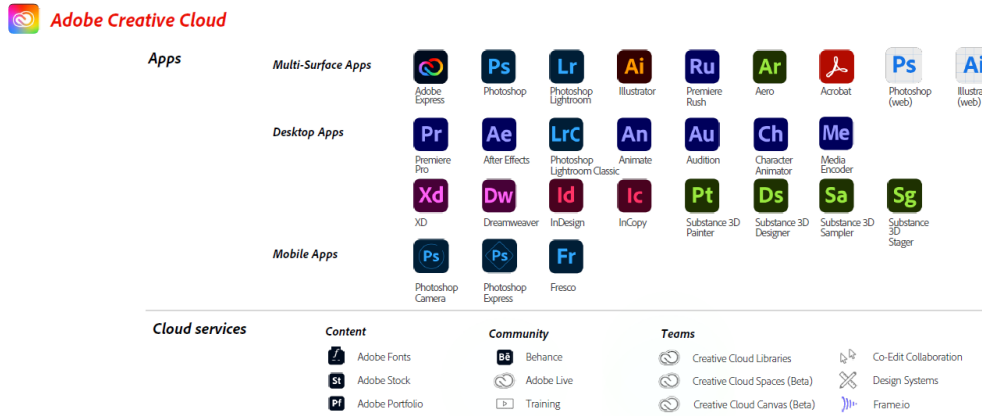 Adobe Creative Cloud
Apps
Multi-Surface Apps
Ps Lr Ai Ru Ar Ps Ai
Adobe Express
Photoshop
Photoshop Lightroom
Illustrator
Premiere Rush
Aero
Acrobat
Photoshop (web)
Illustra (web)
Desktop Apps
Pr Ae LrC An Au Ch Me
Premiere Pro
After Effects
Photoshop Lightroom Classic
Animate
Audition
Character Animator
Media Encoder
Xd Dw Id Ic Pt Ds Sa Sg
XD
Dreamweaver
InDesign
InCopy
Substance 3D Painter
Substance 3D Designer
Substance 3D Sampler
Substance 3D Stager
Mobile Apps
Ps Ps Fr
Photoshop Camera
Photoshop Express
Fresco
Cloud services
Content
f Adobe Fonts
St Adobe Stock
Pf Adobe Portfolio
Community
Bē Behance
Adobe Live
Training
Teams
Creative Cloud Libraries
Creative Cloud Spaces (Beta)
Creative Cloud Canvas (Beta)
Co-Edit Collaboration
Design Systems
Frame.io